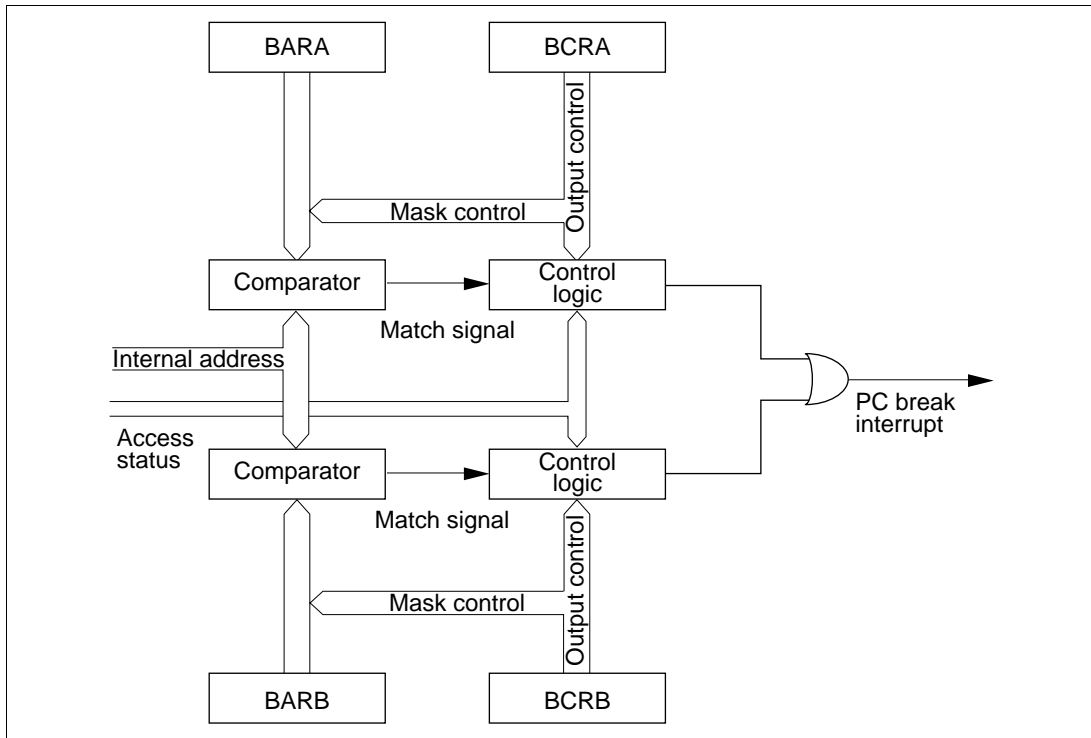 BARA
BCRA
Output control
Mask control
Comparator
Control
logic
Match signal
Internal address
Access
status
PC break
interrupt
Comparator
Control
logic
Match signal
Output control
Mask control
BARB
BCRB